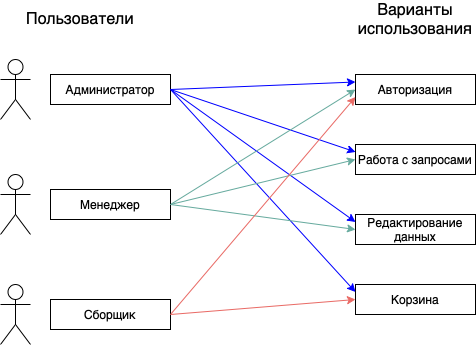 Пользователи
Варианты
использования
Администратор
Авторизация
Работа с запросами
Менеджер
Редактирование
данных
Сборщик
Корзина